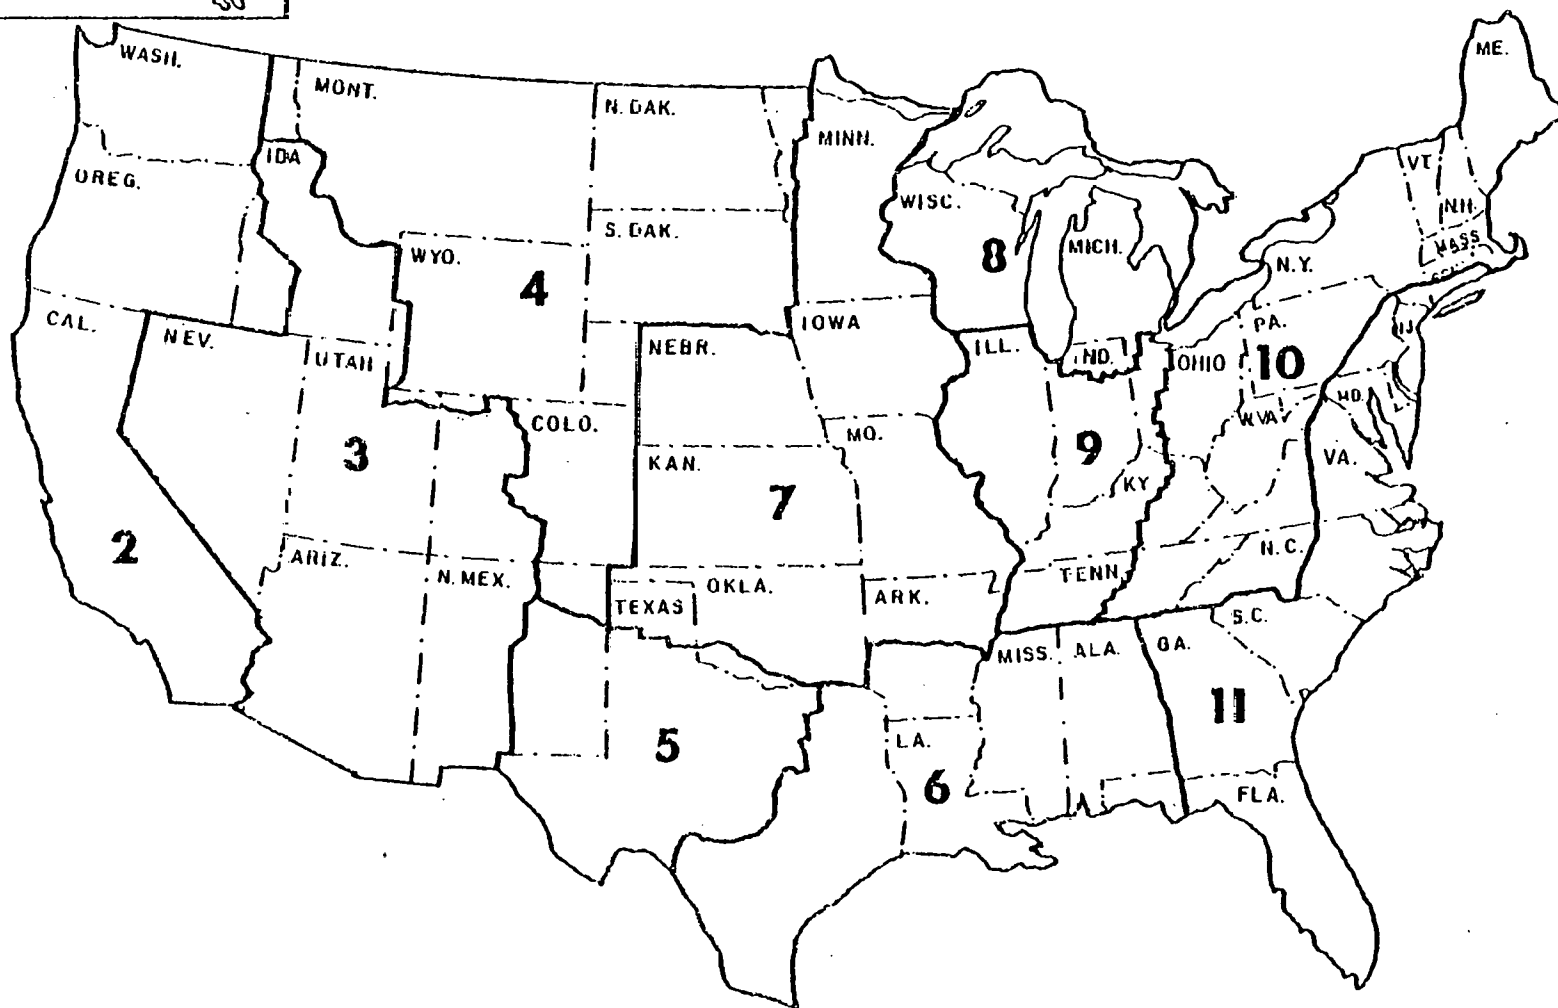 WASH.
MONT.
N. DAK.
MINN.
ME.
IDA
OREG.
VT.
WISC.
N.H.
S. DAK.
MICH.
MASS
WYO.
8
N.Y.
4
CAL.
NEV.
IOWA
PA.
N.J.
UTAH
NEBR.
ILL.
IND.
OHIO
10
MD.
COLO.
W.VA
MO.
3
KAN.
9
VA.
KY
7
2
ARIZ.
N. MEX.
N.C.
TENN.
OKLA.
TEXAS
ARK.
S.C.
MISS.
ALA.
GA.
11
5
LA.
6
FLA.